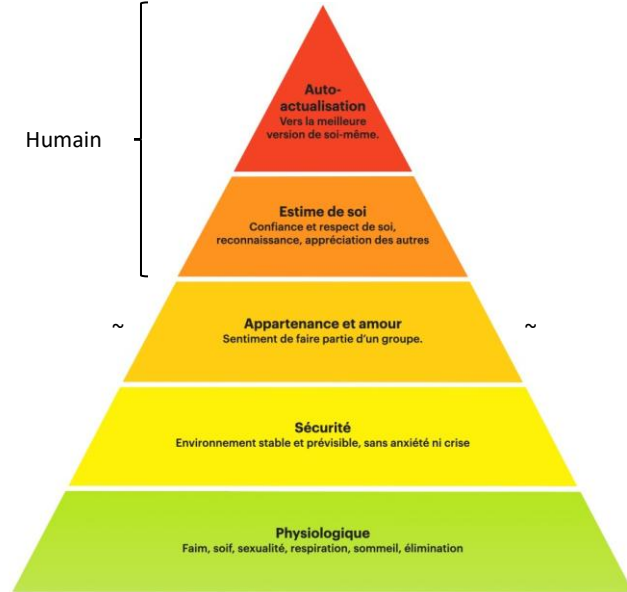 Auto-
actualisation
Vers la meilleure
version de soi-même.
Humain
Estime de soi
Confiance et respect de soi,
reconnaissance, appréciation des autres
~
Appartenance et amour
~
Sentiment de faire partie d'un groupe.
Sécurité
Environnement stable et prévisible, sans anxiété ni crise
Physiologique
Faim, soif, sexualité, respiration, sommeil, élimination